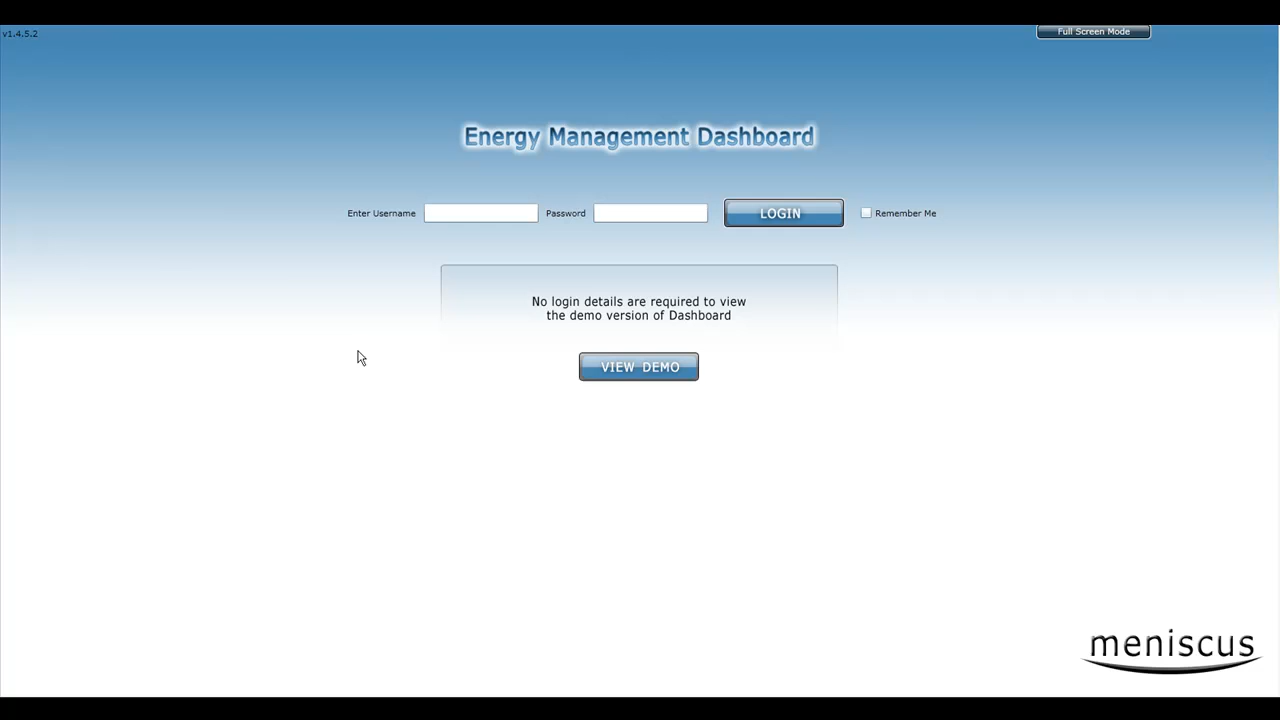 v1.4.5.2
Full Screen Mode
Energy Management Dashboard
Enter Username
Password
LOGIN
Remember Me
No login details are required to view
the demo version of Dashboard
VIEW DEMO
meniscus